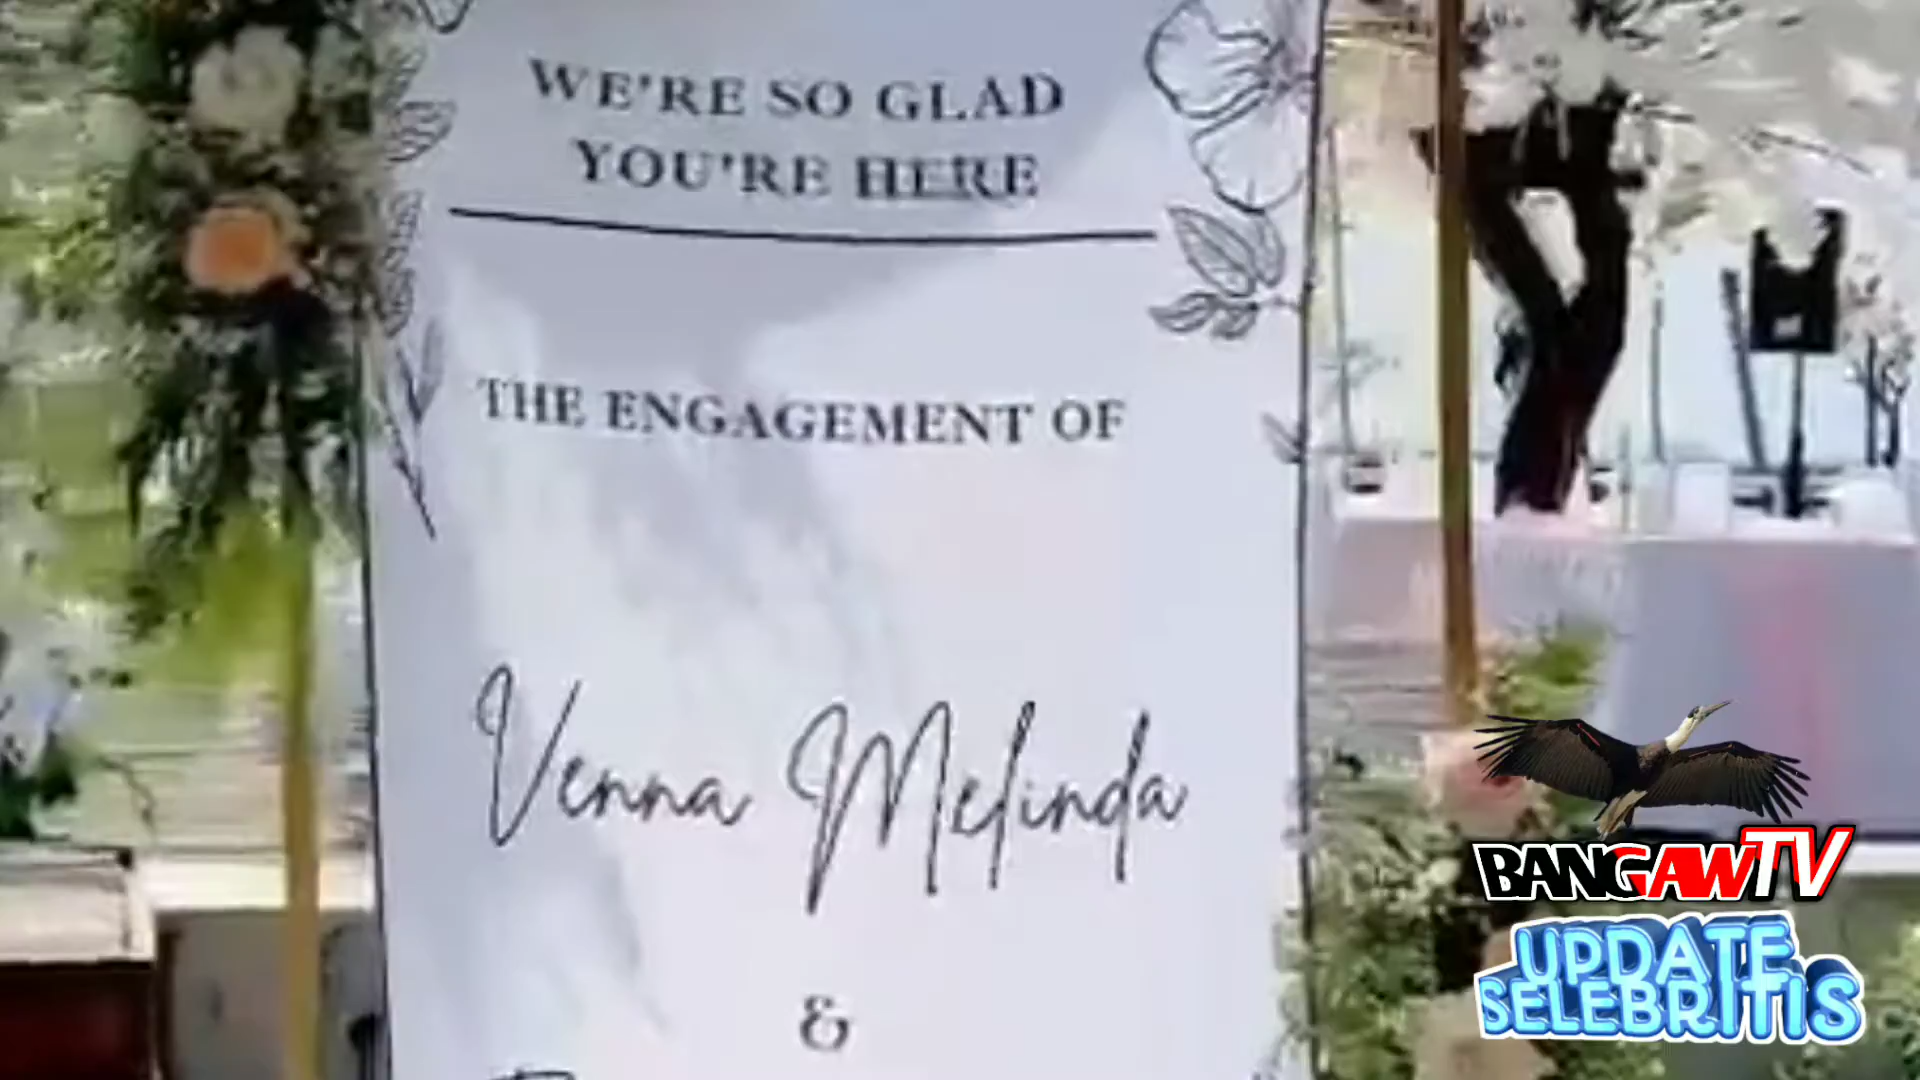 WE'RE SO GLAD
YOU'RE HERE
THE ENGAGEMENT OF
Venna Melinda
&
BANGAWTV
UPDATE
SELEBRITIS